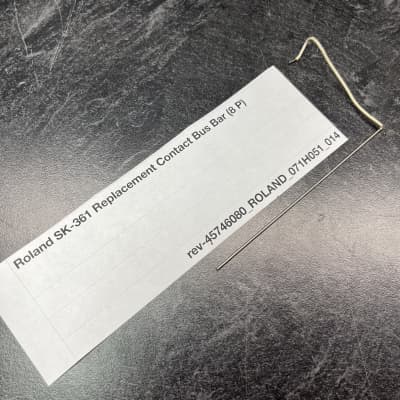 Roland SK-361 Replacement Contact Bus Bar (8 P)
rev-45746080_ROLAND_071H051_014